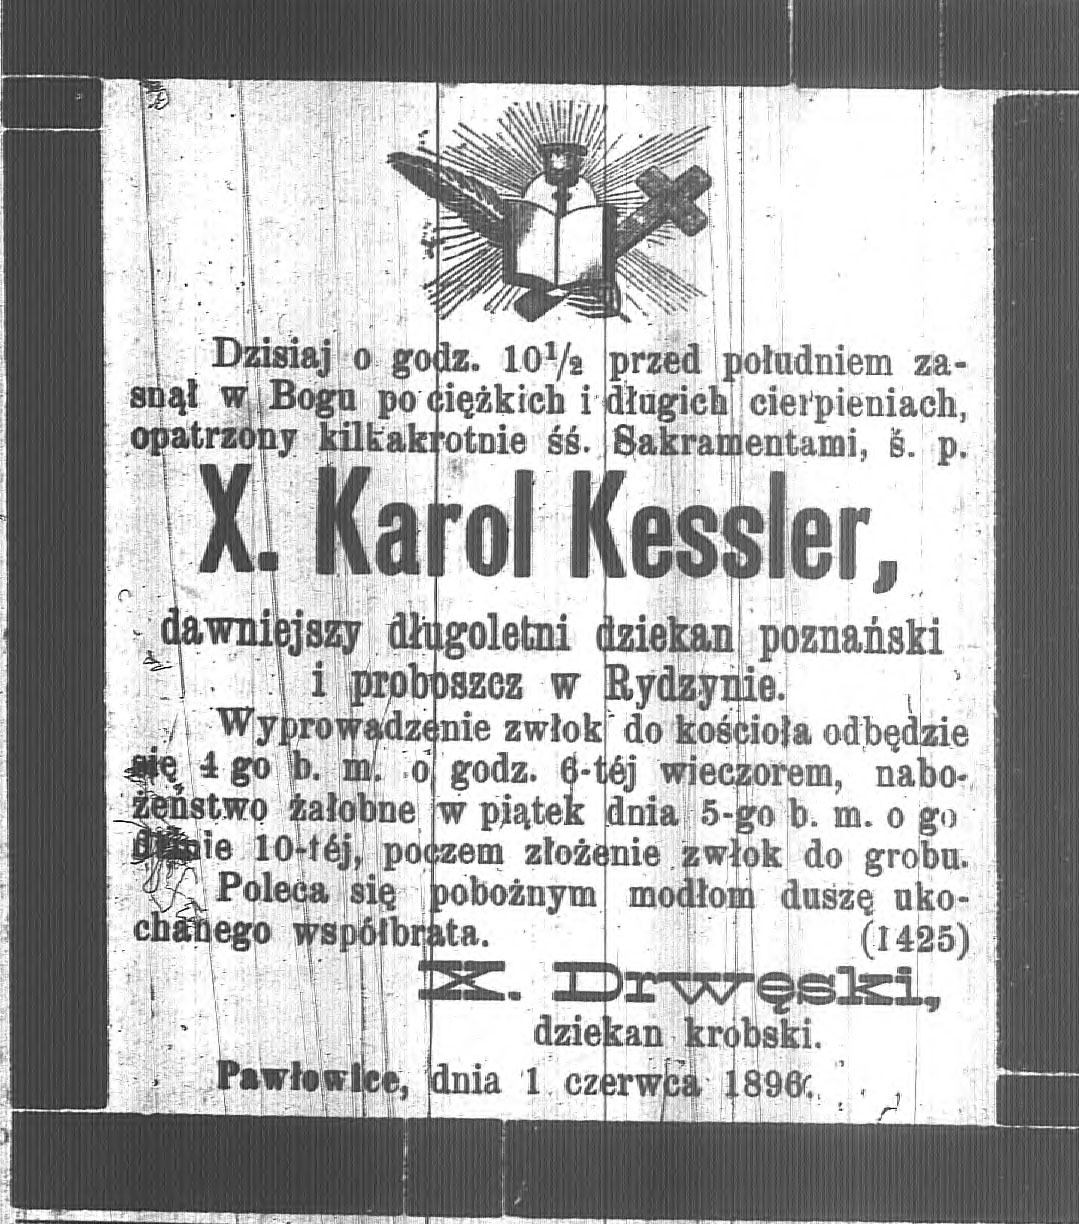 Dzisiaj o godz. 10½ przed południem za-
snął w Bogu po ciężkich i długich cierpieniach,
opatrzony kilkakrotnie śś. Sakramentami, ś. p.
X. Karol Kessler,
dawniejszy długoletni dziekan poznański
i proboszcz w Rydzynie.
Wyprowadzenie zwłok do kościoła odbędzie
się 4 go b. m. o godz. 6-téj wieczorem, nabo-
żeństwo żałobne w piątek dnia 5-go b. m. o go
dzinie 10-téj, poczem złożenie zwłok do grobu.
Poleca się pobożnym modłom duszę uko-
chanego współbrata. (1425)
X. Drwęski,
dziekan krobski.
Pawłowice, dnia 1 czerwca 1896r.